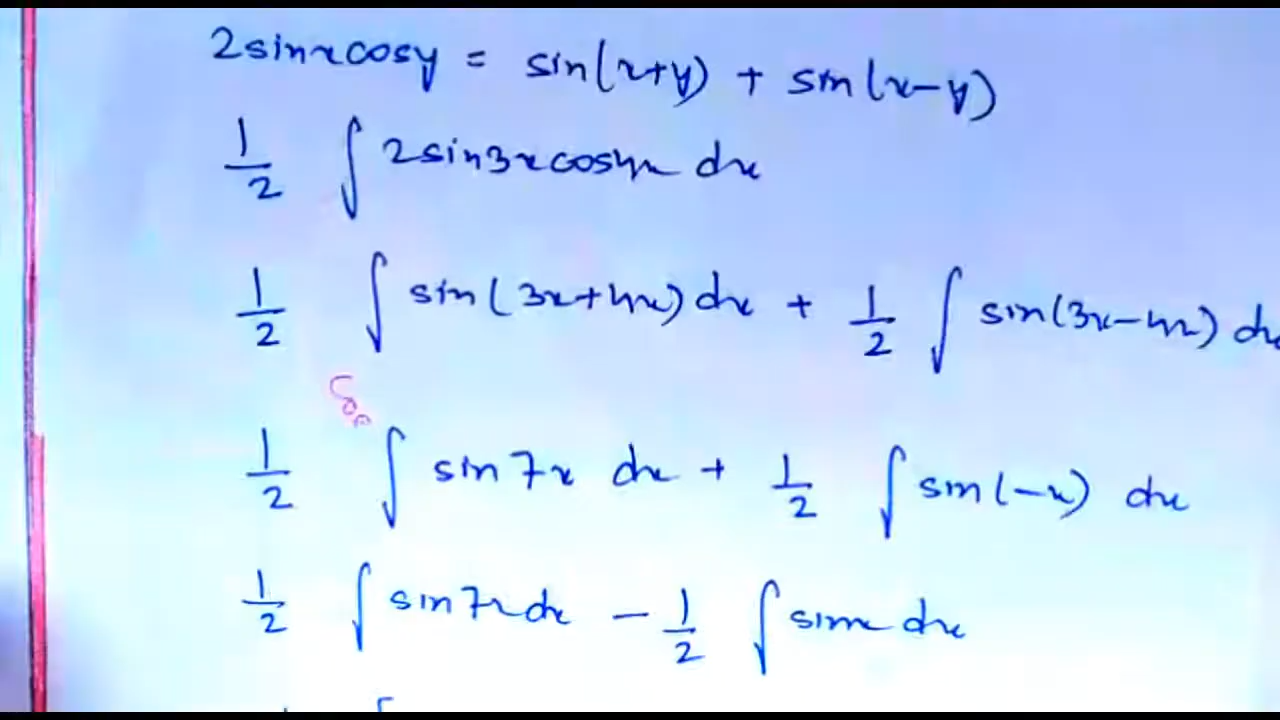 2sinxcosy = sin(x+y) + sin(x-y)
1/2 ∫ 2sin3xcos4x dx
1/2 ∫ sin(3x+4x) dx + 1/2 ∫ sin(3x-4x) dx
1/2 ∫ sin7x dx + 1/2 ∫ sin(-x) dx
1/2 ∫ sin7x dx - 1/2 ∫ sinx dx